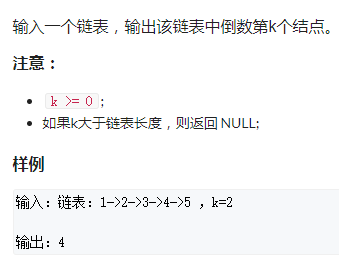 输入一个链表，输出该链表中倒数第k个结点。
注意：
k >= 0；
如果k大于链表长度，则返回 NULL;
样例
输入：链表：1->2->3->4->5 ，k=2
输出：4